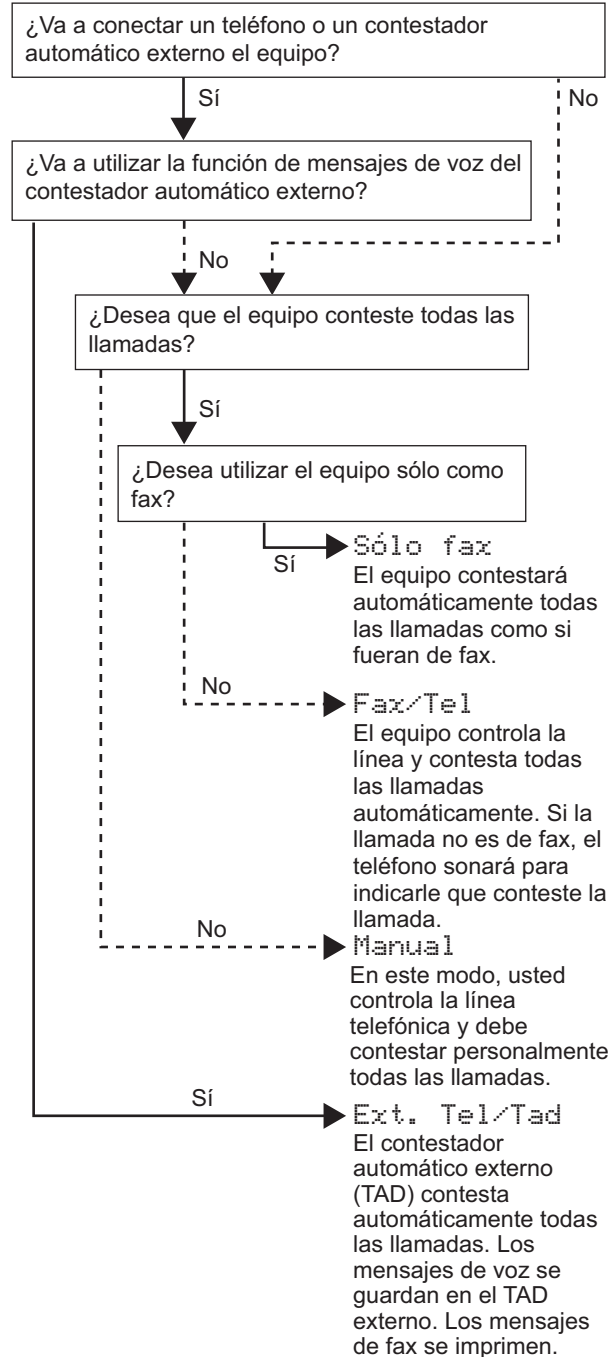 ¿Va a conectar un teléfono o un contestador
automático externo el equipo?
Sí
No
¿Va a utilizar la función de mensajes de voz del
contestador automático externo?
No
¿Desea que el equipo conteste todas las
llamadas?
Sí
¿Desea utilizar el equipo sólo como
fax?
Sí
Sólo fax
El equipo contestará
automáticamente todas
las llamadas como si
fueran de fax.
No
Fax/Tel
El equipo controla la
línea y contesta todas
las llamadas
automáticamente. Si la
llamada no es de fax, el
teléfono sonará para
indicarle que conteste la
llamada.
No
Manual
En este modo, usted
controla la línea
telefónica y debe
contestar personalmente
todas las llamadas.
Sí
Ext. Tel/Tad
El contestador
automático externo
(TAD) contesta
automáticamente todas
las llamadas. Los
mensajes de voz se
guardan en el TAD
externo. Los mensajes
de fax se imprimen.